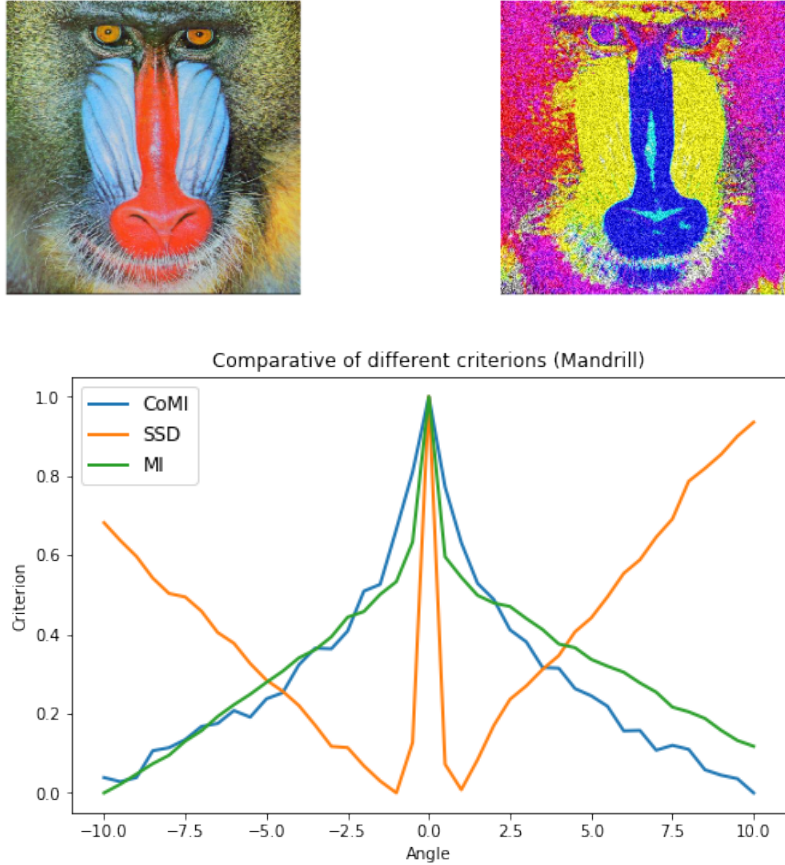 Comparative of different criterions (Mandrill)
CoMI
SSD
MI
Criterion
1.0
0.8
0.6
0.4
0.2
0.0
−10.0 −7.5 −5.0 −2.5 0.0 2.5 5.0 7.5 10.0
Angle